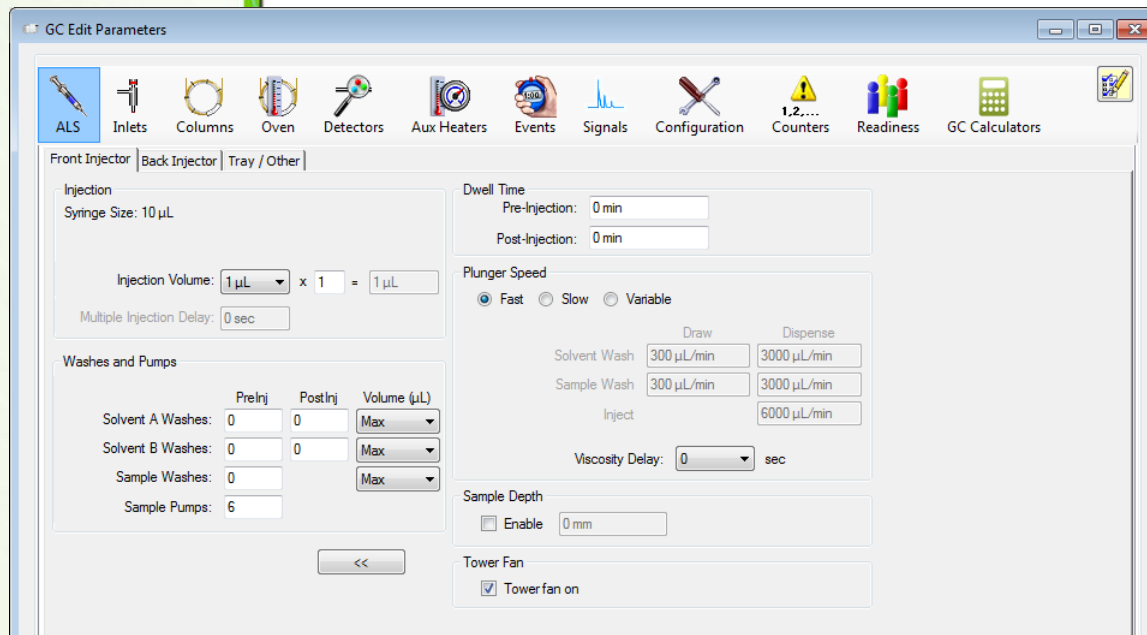 GC Edit Parameters
1:00
1,2,...
ALS Inlets Columns Oven Detectors Aux Heaters Events Signals Configuration Counters Readiness GC Calculators
Front Injector Back Injector Tray / Other
Injection
Syringe Size: 10 µL
Injection Volume: 1 µL x 1 = 1 µL
Multiple Injection Delay: 0 sec
Washes and Pumps
PreInj PostInj Volume (µL)
Solvent A Washes: 0 0 Max
Solvent B Washes: 0 0 Max
Sample Washes: 0 Max
Sample Pumps: 6
<<
Dwell Time
Pre-Injection: 0 min
Post-Injection: 0 min
Plunger Speed
Fast Slow Variable
Draw Dispense
Solvent Wash 300 µL/min 3000 µL/min
Sample Wash 300 µL/min 3000 µL/min
Inject 6000 µL/min
Viscosity Delay: 0 sec
Sample Depth
Enable 0 mm
Tower Fan
Tower fan on